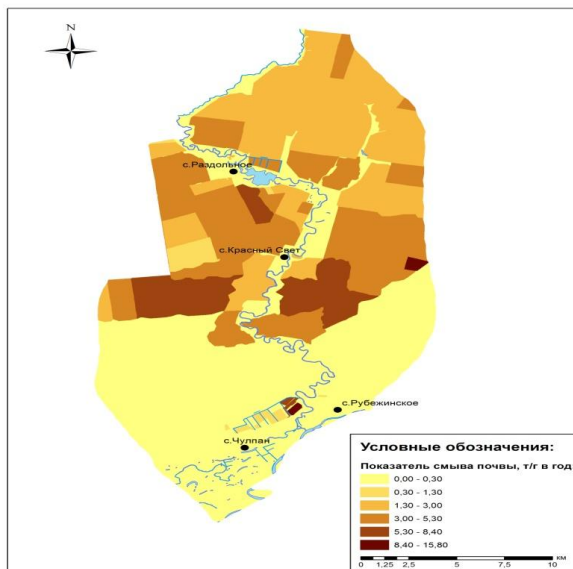 N
с.Раздольное
с.Красный Свет
с.Рубежинское
с.Чулпан
Условные обозначения:
Показатель смыва почвы, т/г в год
0,00 - 0,30
0,30 - 1,30
1,30 - 3,00
3,00 - 5,30
5,30 - 8,40
8,40 - 15,80
км
0 1,25 2,5 5 7,5 10